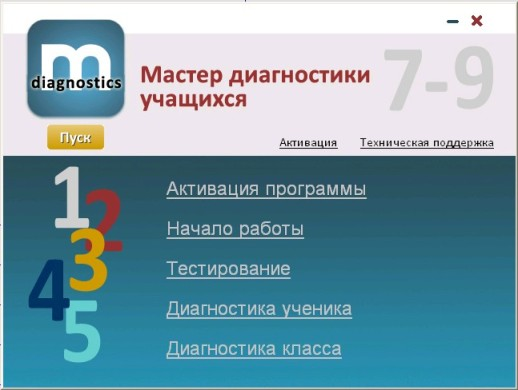 m
diagnostics
Мастер диагностики
учащихся
7-9
Пуск
Активация
Техническая поддержка
1
2
3
4
5
Активация программы
Начало работы
Тестирование
Диагностика ученика
Диагностика класса